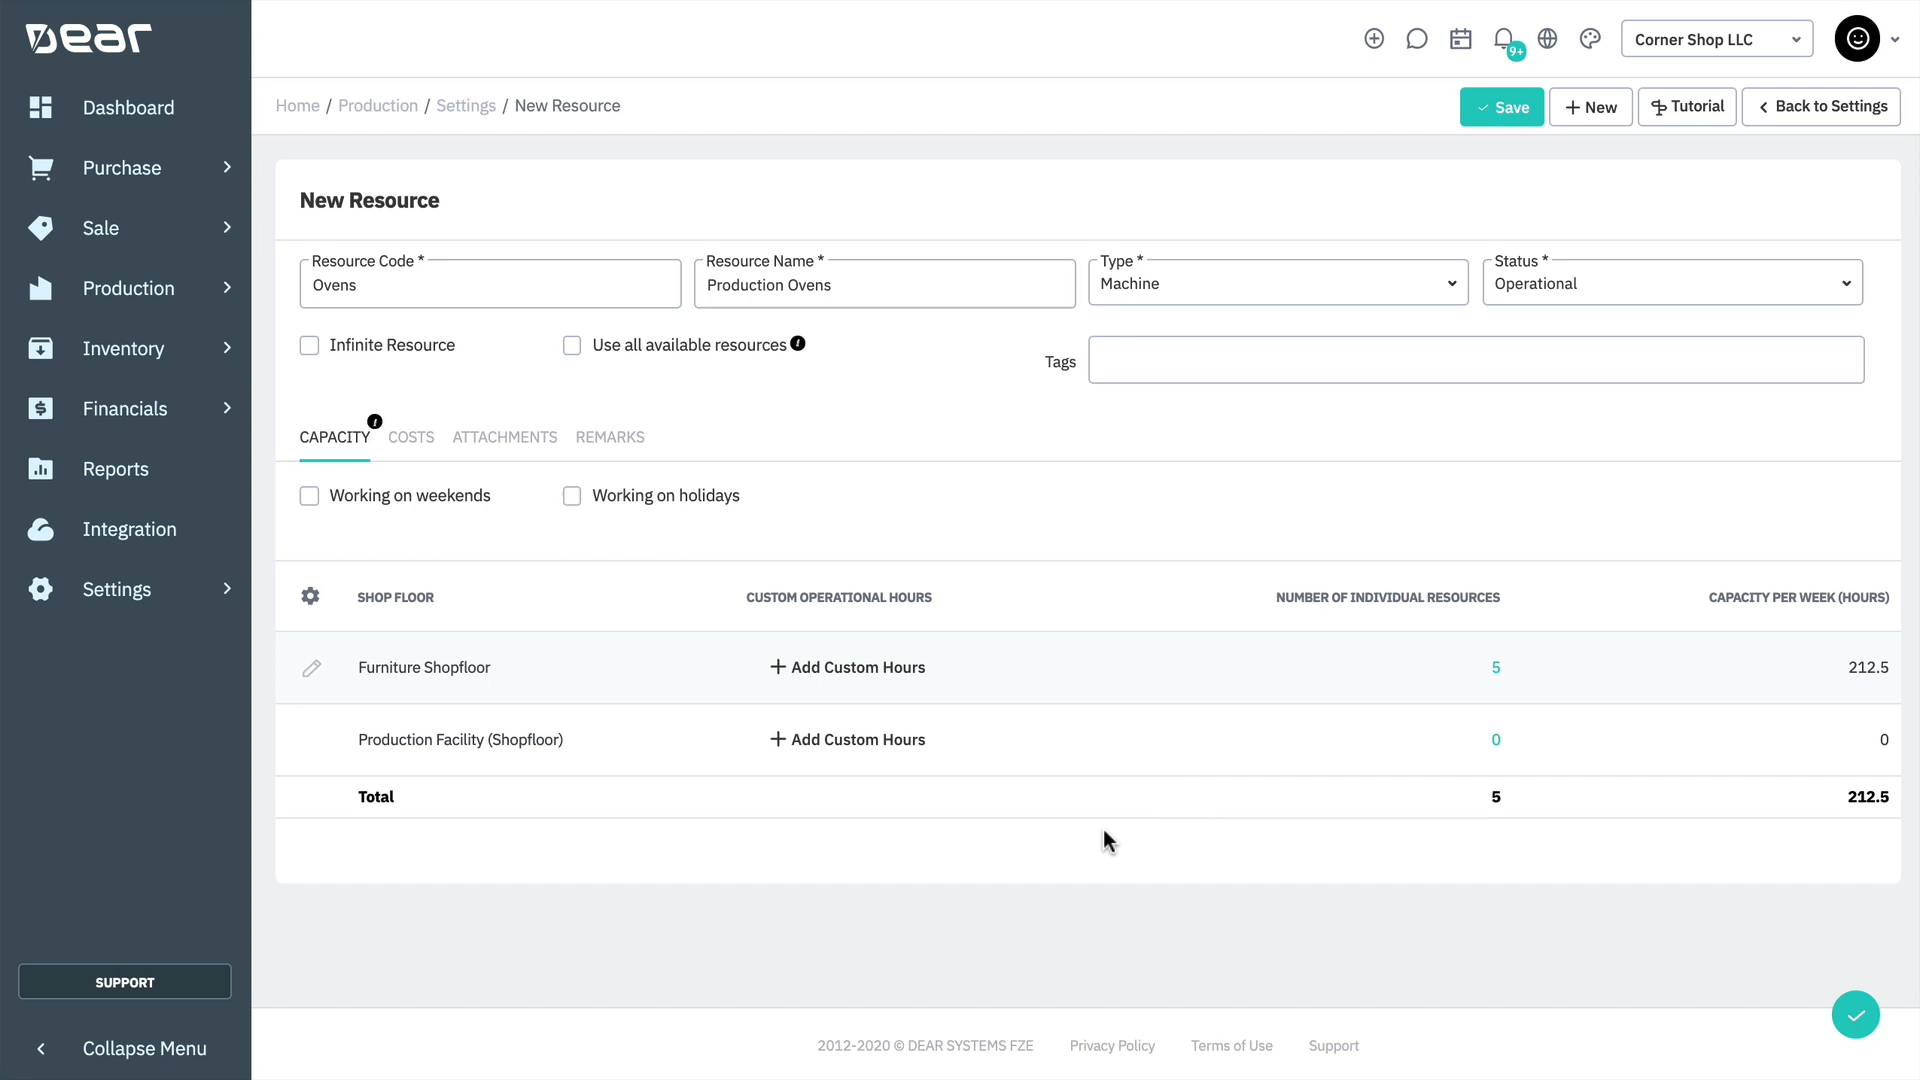 Dear
Corner Shop LLC
9+
Home / Production / Settings / New Resource
Save
New
Tutorial
Back to Settings
Dashboard
Purchase
Sale
Production
Inventory
Financials
Reports
Integration
Settings
SUPPORT
Collapse Menu
New Resource
Resource Code *
Ovens
Resource Name *
Production Ovens
Type *
Machine
Status *
Operational
Infinite Resource
Use all available resources
Tags
CAPACITY COSTS ATTACHMENTS REMARKS
Working on weekends
Working on holidays
SHOP FLOOR CUSTOM OPERATIONAL HOURS NUMBER OF INDIVIDUAL RESOURCES CAPACITY PER WEEK (HOURS)
Furniture Shopfloor + Add Custom Hours 5 212.5
Production Facility (Shopfloor) + Add Custom Hours 0 0
Total 5 212.5
2012-2020 © DEAR SYSTEMS FZE Privacy Policy Terms of Use Support